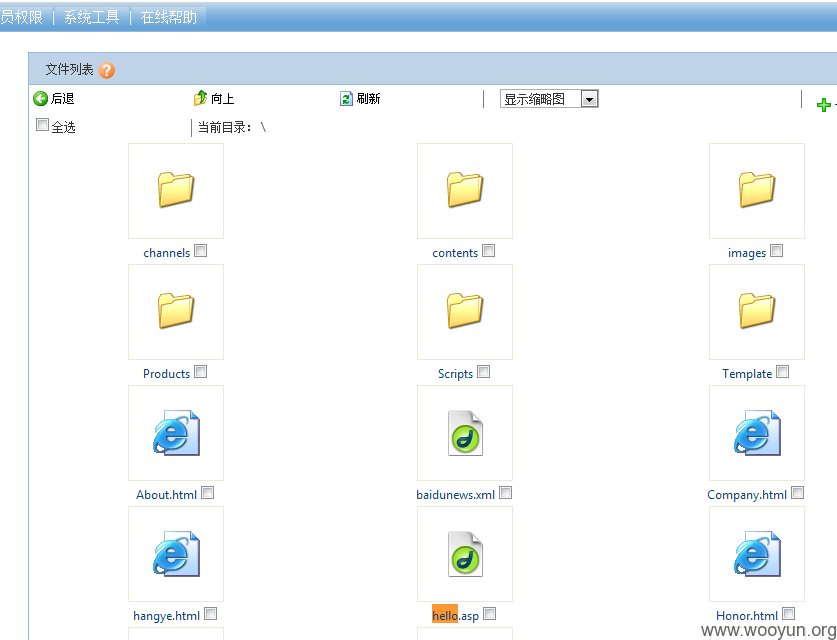 员权限 | 系统工具 | 在线帮助
文件列表
后退 向上 刷新 显示缩略图
全选 当前目录： \
channels contents images
Products Scripts Template
About.html baidunews.xml Company.html
hangye.html hello.asp Honor.html
www.wooyun.org